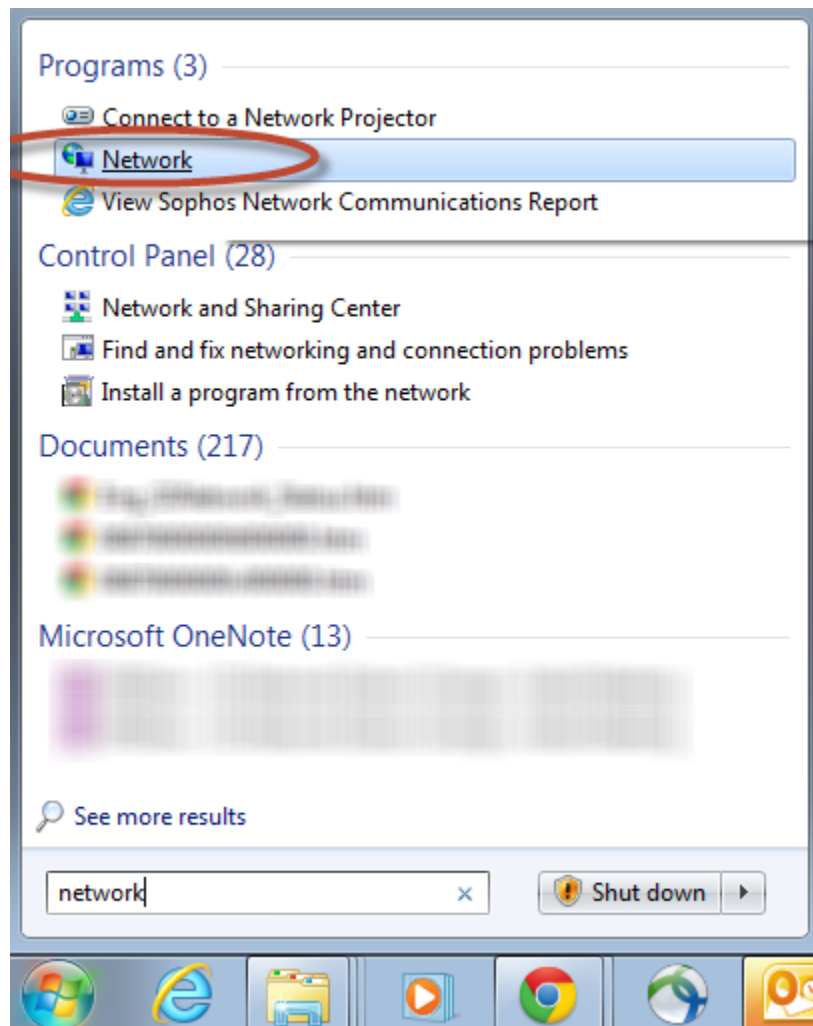 Programs (3)
Connect to a Network Projector
Network
View Sophos Network Communications Report
Control Panel (28)
Network and Sharing Center
Find and fix networking and connection problems
Install a program from the network
Documents (217)
Microsoft OneNote (13)
See more results
network
Shut down